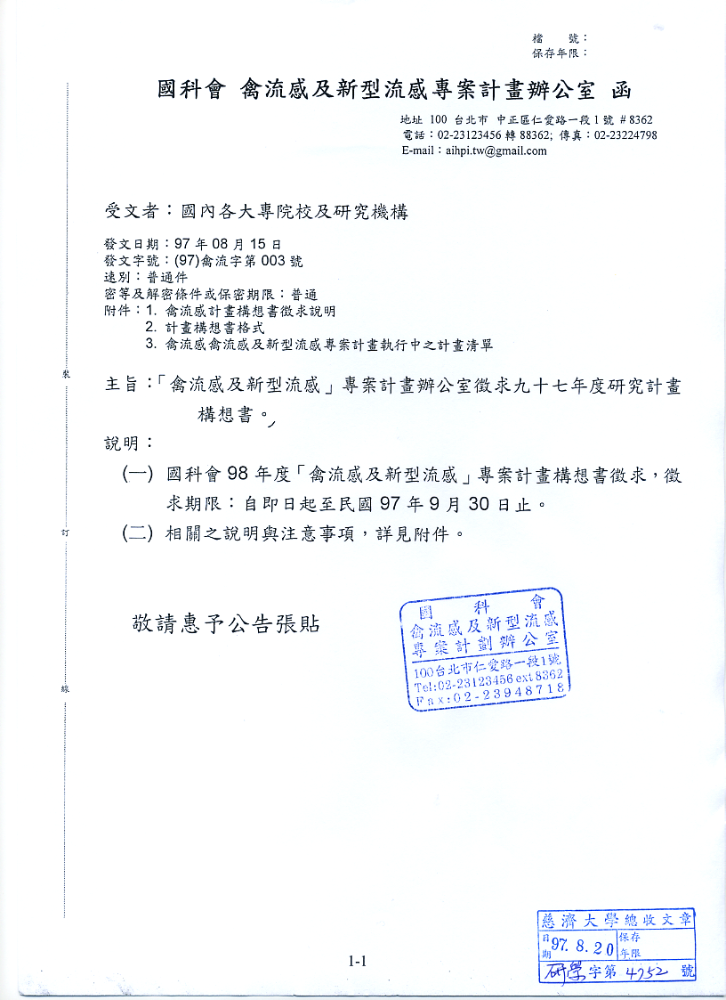 檔　　號：
保存年限：
國科會 禽流感及新型流感專案計畫辦公室 函
地址 100 台北市 中正區仁愛路一段1號 #8362
電話：02-23123456 轉 88362; 傳真：02-23224798
E-mail：aihpi.tw@gmail.com
受文者：國內各大專院校及研究機構
發文日期：97 年 08 月 15 日
發文字號：(97)禽流字第 003 號
速別：普通件
密等及解密條件或保密期限：普通
附件：1. 禽流感計畫構想書徵求說明
2. 計畫構想書格式
3. 禽流感禽流感及新型流感專案計畫執行中之計畫清單
主旨：「禽流感及新型流感」專案計畫辦公室徵求九十七年度研究計畫
構想書。
說明：
(一) 國科會 98 年度「禽流感及新型流感」專案計畫構想書徵求，徵
求期限：自即日起至民國 97 年 9 月 30 日止。
(二) 相關之說明與注意事項，詳見附件。
敬請惠予公告張貼
國科會
禽流感及新型流感
專案計劃辦公室
100台北市仁愛路一段1號
Tel:02-23123456 ext 8362
Fax:02-23948718
裝
訂
線
慈濟大學總收文章
日期 97. 8. 20 保存年限
研學字第 4752 號
1-1